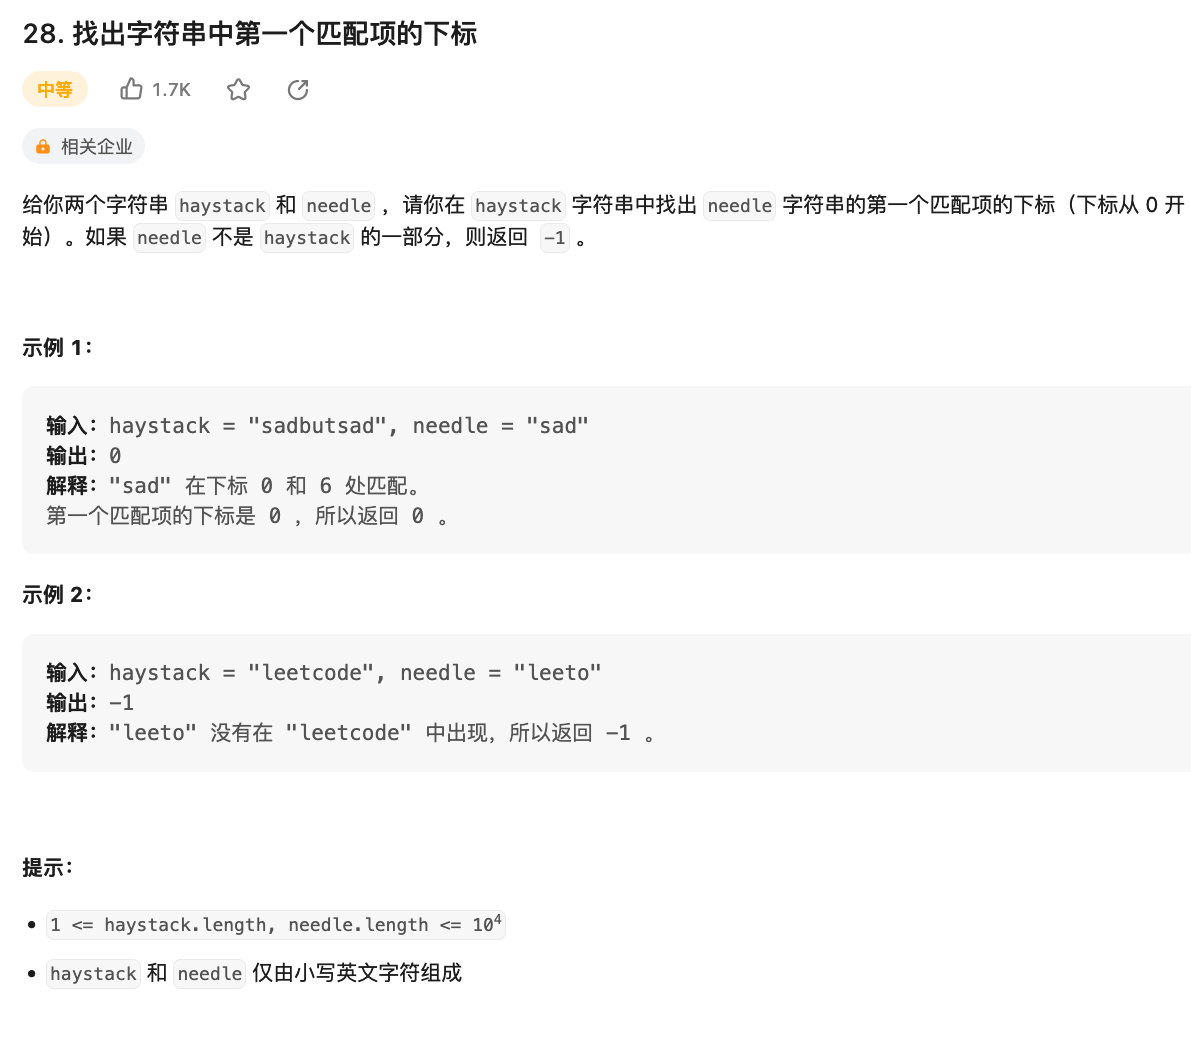 28. 找出字符串中第一个匹配项的下标
中等 1.7K
相关企业
给你两个字符串 haystack 和 needle ，请你在 haystack 字符串中找出 needle 字符串的第一个匹配项的下标（下标从 0 开
始）。如果 needle 不是 haystack 的一部分，则返回 -1 。
示例 1：
输入：haystack = "sadbutsad", needle = "sad"
输出：0
解释："sad" 在下标 0 和 6 处匹配。
第一个匹配项的下标是 0 ，所以返回 0 。
示例 2：
输入：haystack = "leetcode", needle = "leeto"
输出：-1
解释："leeto" 没有在 "leetcode" 中出现，所以返回 -1 。
提示：
• 1 <= haystack.length, needle.length <= 10⁴
• haystack 和 needle 仅由小写英文字符组成